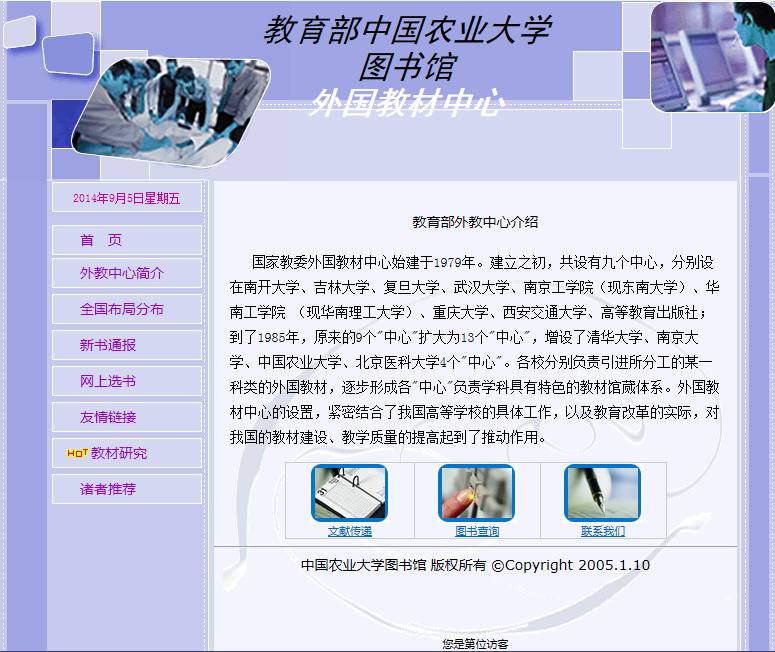 教育部中国农业大学
图书馆
外国教材中心
2014年9月5日星期五
首 页
外教中心简介
全国布局分布
新书通报
网上选书
友情链接
HOT 教材研究
诸者推荐
教育部外教中心介绍
国家教委外国教材中心始建于1979年。建立之初，共设有九个中心，分别设
在南开大学、吉林大学、复旦大学、武汉大学、南京工学院（现东南大学）、华
南工学院 （现华南理工大学）、重庆大学、西安交通大学、高等教育出版社；
到了1985年，原来的9个"中心"扩大为13个"中心"，增设了清华大学、南京大
学、中国农业大学、北京医科大学4个"中心"。各校分别负责引进所分工的某一
科类的外国教材，逐步形成各"中心"负责学科具有特色的教材馆藏体系。外国教
材中心的设置，紧密结合了我国高等学校的具体工作，以及教育改革的实际，对
我国的教材建设、教学质量的提高起到了推动作用。
31
文献传递
图书查询
联系我们
中国农业大学图书馆 版权所有 ©Copyright 2005.1.10
您是第位访客